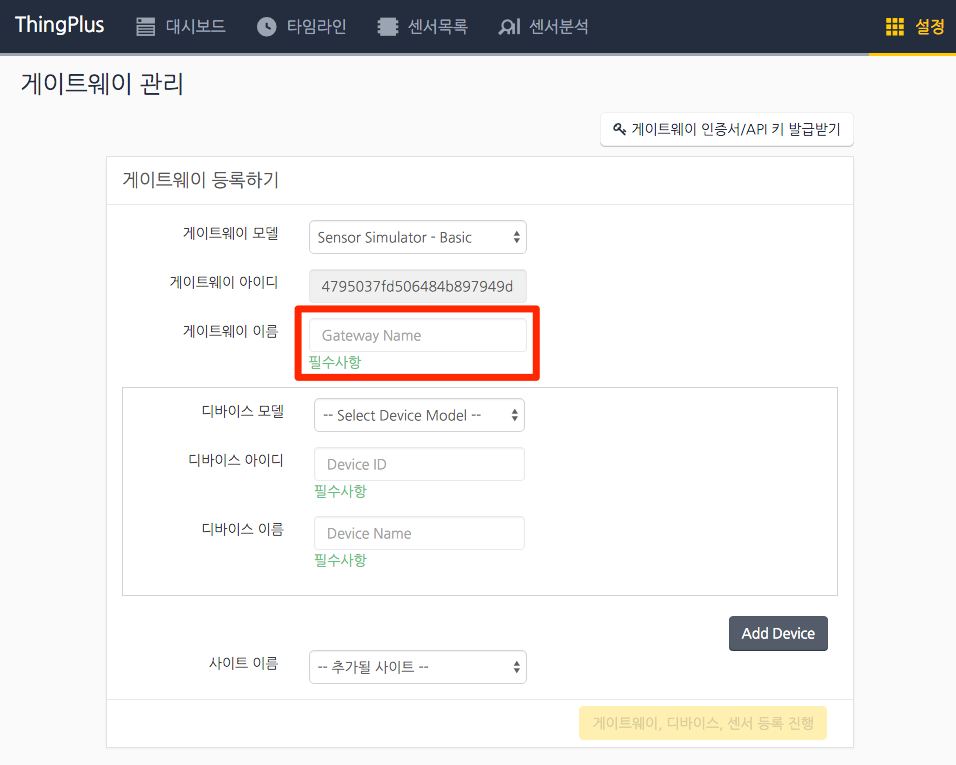 ThingPlus 대시보드 타임라인 센서목록 센서분석 설정
게이트웨이 관리
게이트웨이 인증서/API 키 발급받기
게이트웨이 등록하기
게이트웨이 모델 Sensor Simulator - Basic
게이트웨이 아이디 4795037fd506484b897949d
게이트웨이 이름 Gateway Name
필수사항
디바이스 모델 -- Select Device Model --
디바이스 아이디 Device ID
필수사항
디바이스 이름 Device Name
필수사항
Add Device
사이트 이름 -- 추가될 사이트 --
게이트웨이, 디바이스, 센서 등록 진행